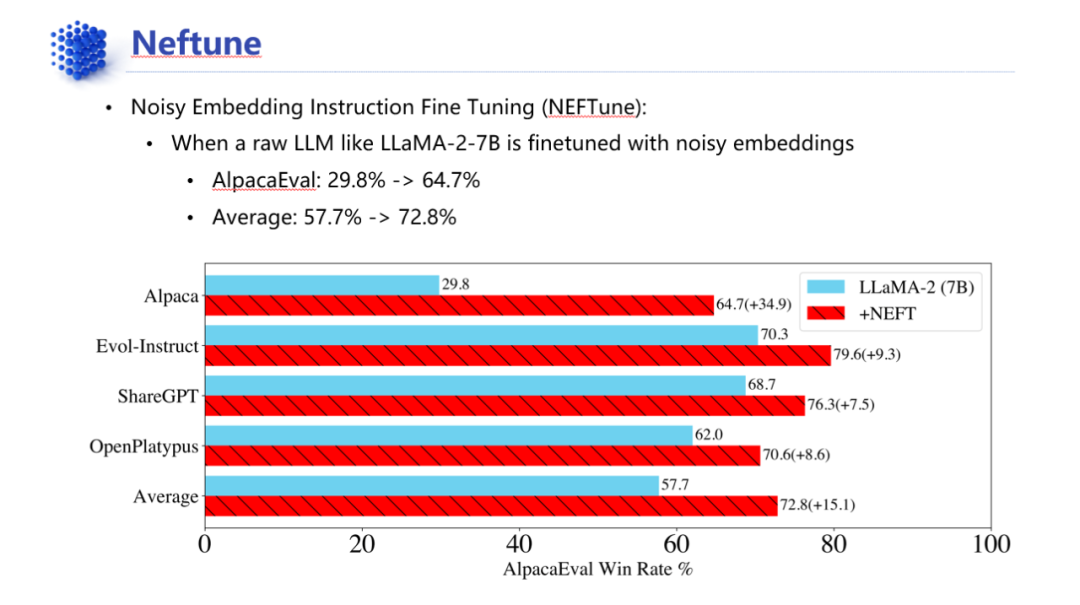 Neftune
• Noisy Embedding Instruction Fine Tuning (NEFTune):
• When a raw LLM like LLaMA-2-7B is finetuned with noisy embeddings
• AlpacaEval: 29.8% -> 64.7%
• Average: 57.7% -> 72.8%
Alpaca 29.8
64.7(+34.9)
LLaMA-2 (7B)
+NEFT
Evol-Instruct 70.3
79.6(+9.3)
ShareGPT 68.7
76.3(+7.5)
OpenPlatypus 62.0
70.6(+8.6)
Average 57.7
72.8(+15.1)
0 20 40 60 80 100
AlpacaEval Win Rate %